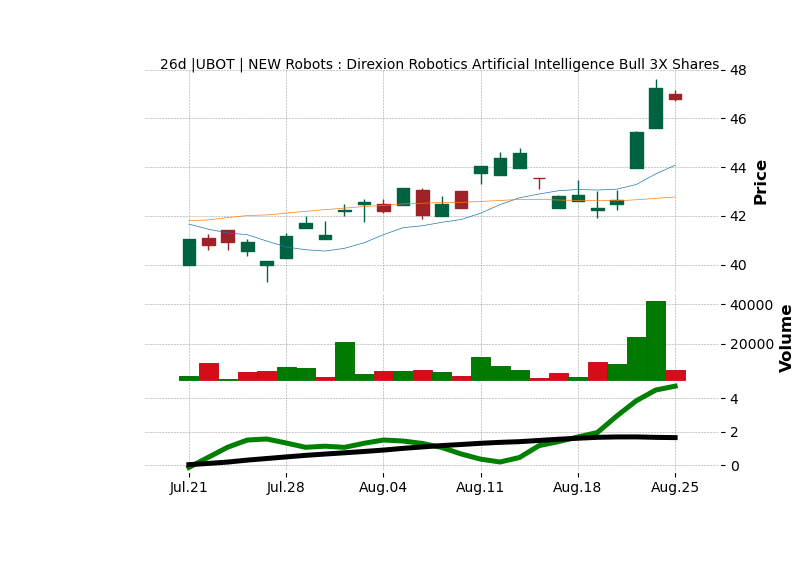 26d |UBOT | NEW Robots : Direxion Robotics Artificial Intelligence Bull 3X Shares
48
46
44
42
40
Price
40000
20000
Volume
4
2
0
Jul.21 Jul.28 Aug.04 Aug.11 Aug.18 Aug.25